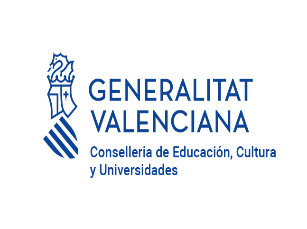 GENERALITAT
VALENCIANA
Conselleria de Educación, Cultura
y Universidades